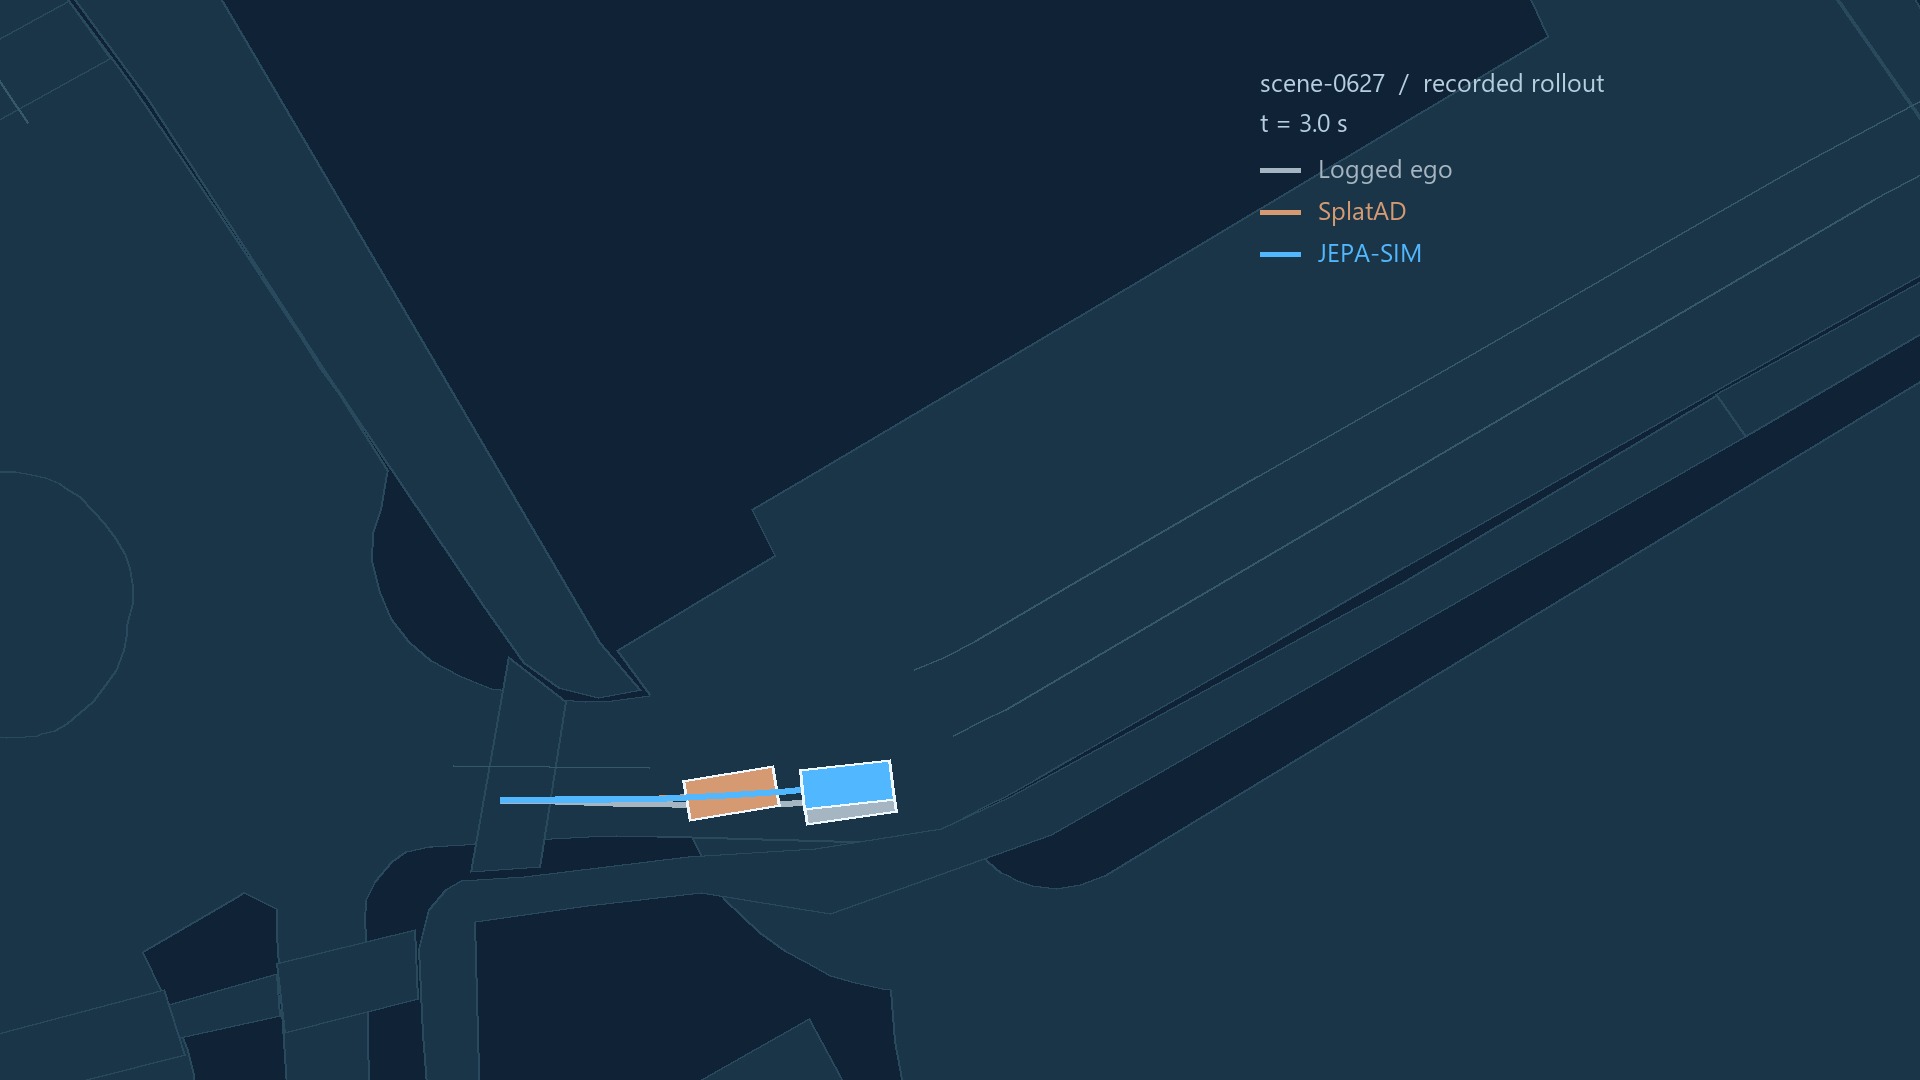 scene-0627 / recorded rollout
t = 3.0 s
Logged ego
SplatAD
JEPA-SIM